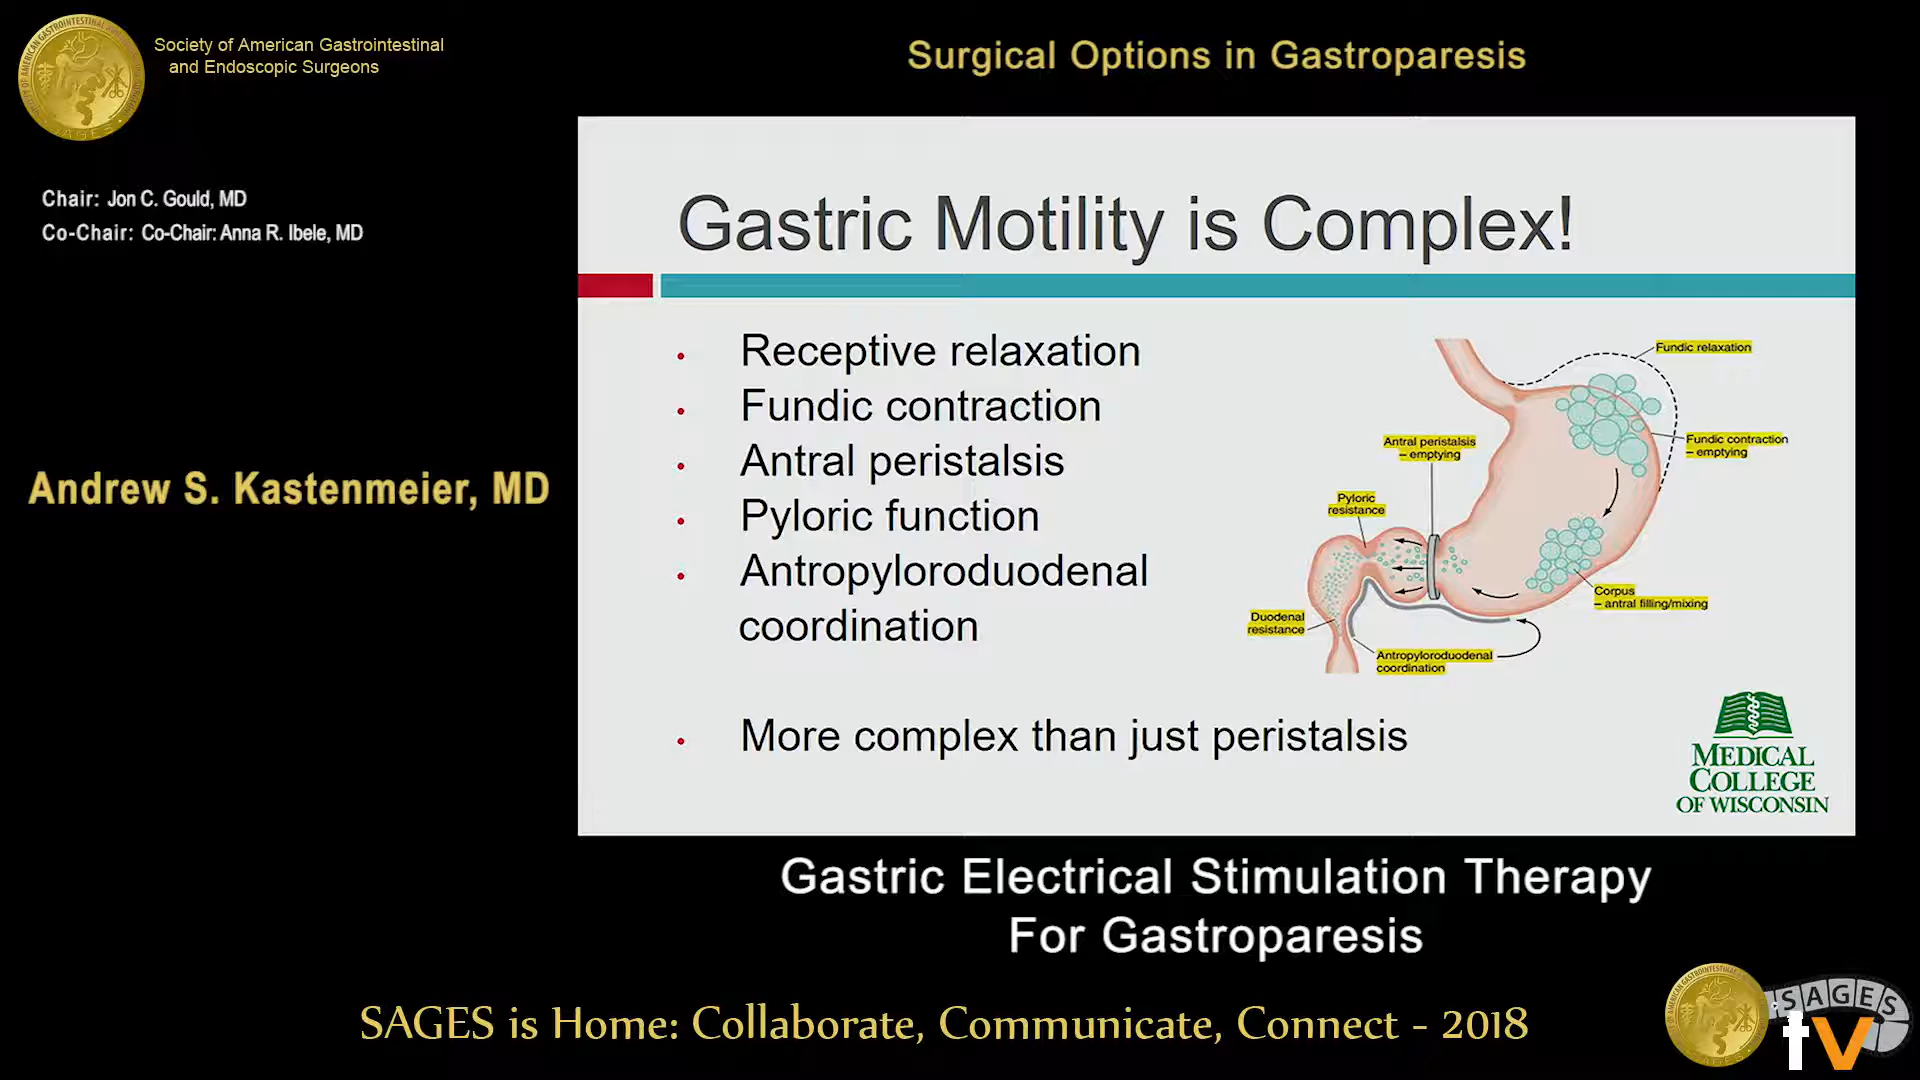 Society of American Gastrointestinal
and Endoscopic Surgeons
Surgical Options in Gastroparesis
Chair: Jon C. Gould, MD
Co-Chair: Co-Chair: Anna R. Ibele, MD
Andrew S. Kastenmeier, MD
Gastric Motility is Complex!
• Receptive relaxation
• Fundic contraction
• Antral peristalsis
• Pyloric function
• Antropyloroduodenal
coordination
• More complex than just peristalsis
Fundic relaxation
Fundic contraction
– emptying
Antral peristalsis
– emptying
Pyloric
resistance
Corpus
– antral filling/mixing
Duodenal
resistance
Antropyloroduodenal
coordination
MEDICAL
COLLEGE
OF WISCONSIN
Gastric Electrical Stimulation Therapy
For Gastroparesis
SAGES is Home: Collaborate, Communicate, Connect - 2018
SAGES
tv